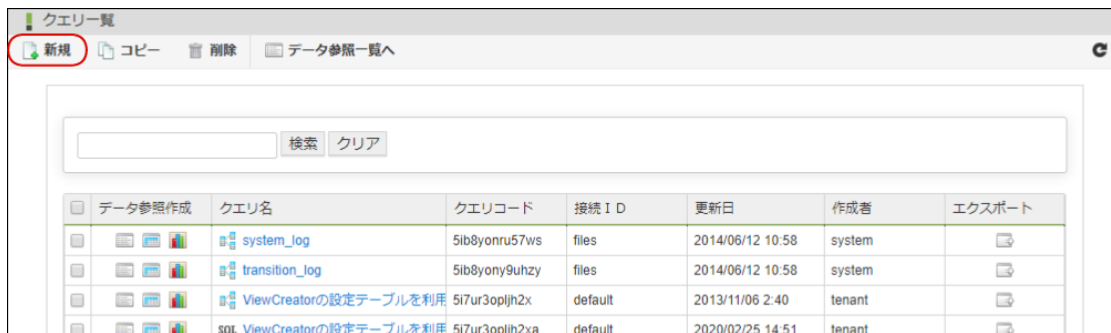 クエリ一覧
新規 コピー 削除 データ参照一覧へ
検索 クリア
データ参照作成 クエリ名 クエリコード 接続ID 更新日 作成者 エクスポート
system_log 5ib8yonru57ws files 2014/06/12 10:58 system
transition_log 5ib8yony9uhzy files 2014/06/12 10:58 system
ViewCreatorの設定テーブルを利用 5i7ur3opljh2x default 2013/11/06 2:40 tenant
SQL ViewCreatorの設定テーブルを利用 5i7ur3opljh2xa default 2020/02/25 14:51 tenant